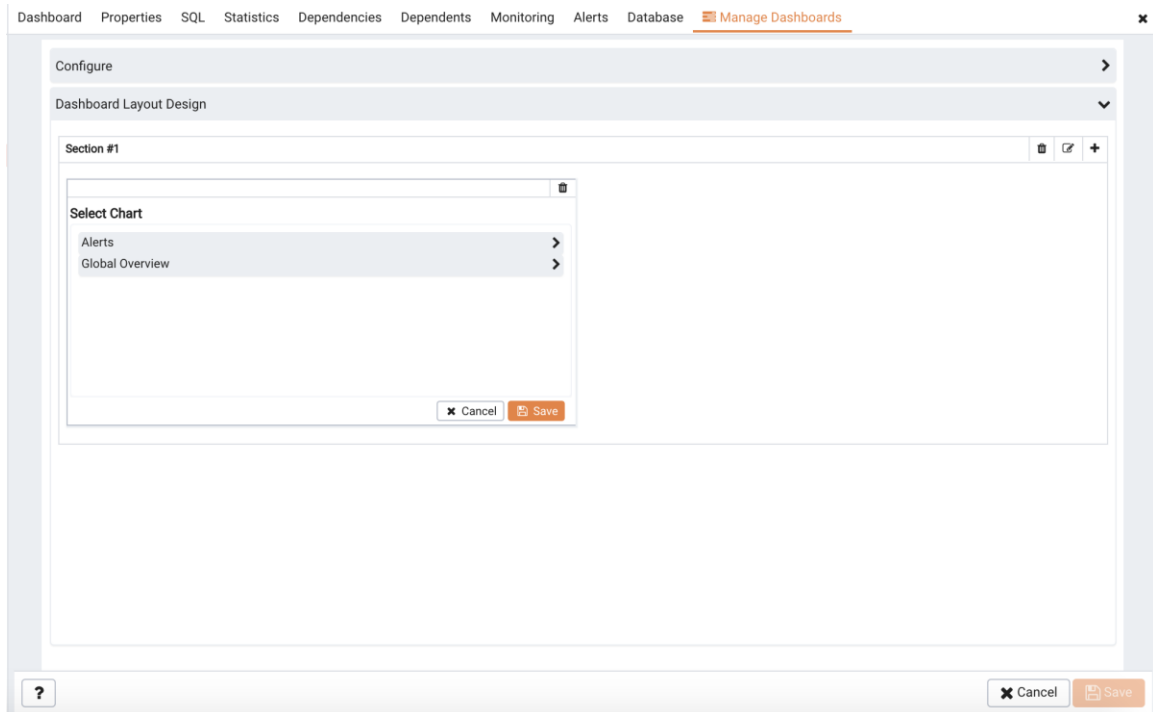 Dashboard Properties SQL Statistics Dependencies Dependents Monitoring Alerts Database Manage Dashboards
Configure
Dashboard Layout Design
Section #1
Select Chart
Alerts
Global Overview
Cancel Save
? Cancel Save